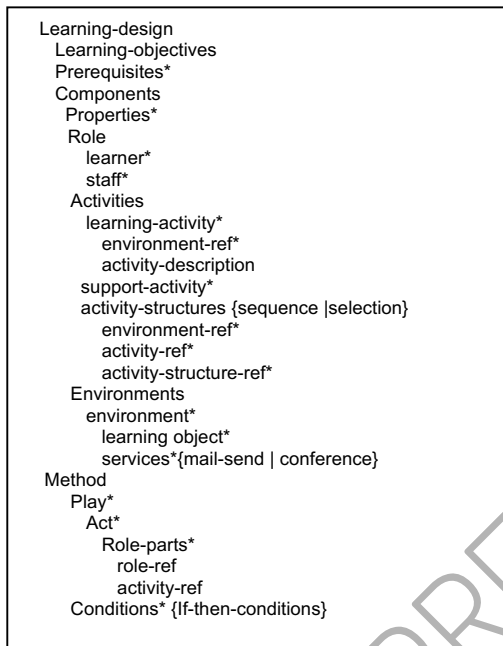 Learning-design
Learning-objectives
Prerequisites*
Components
Properties*
Role
learner*
staff*
Activities
learning-activity*
environment-ref*
activity-description
support-activity*
activity-structures {sequence |selection}
environment-ref*
activity-ref*
activity-structure-ref*
Environments
environment*
learning object*
services*{mail-send | conference}
Method
Play*
Act*
Role-parts*
role-ref
activity-ref
Conditions* {If-then-conditions}